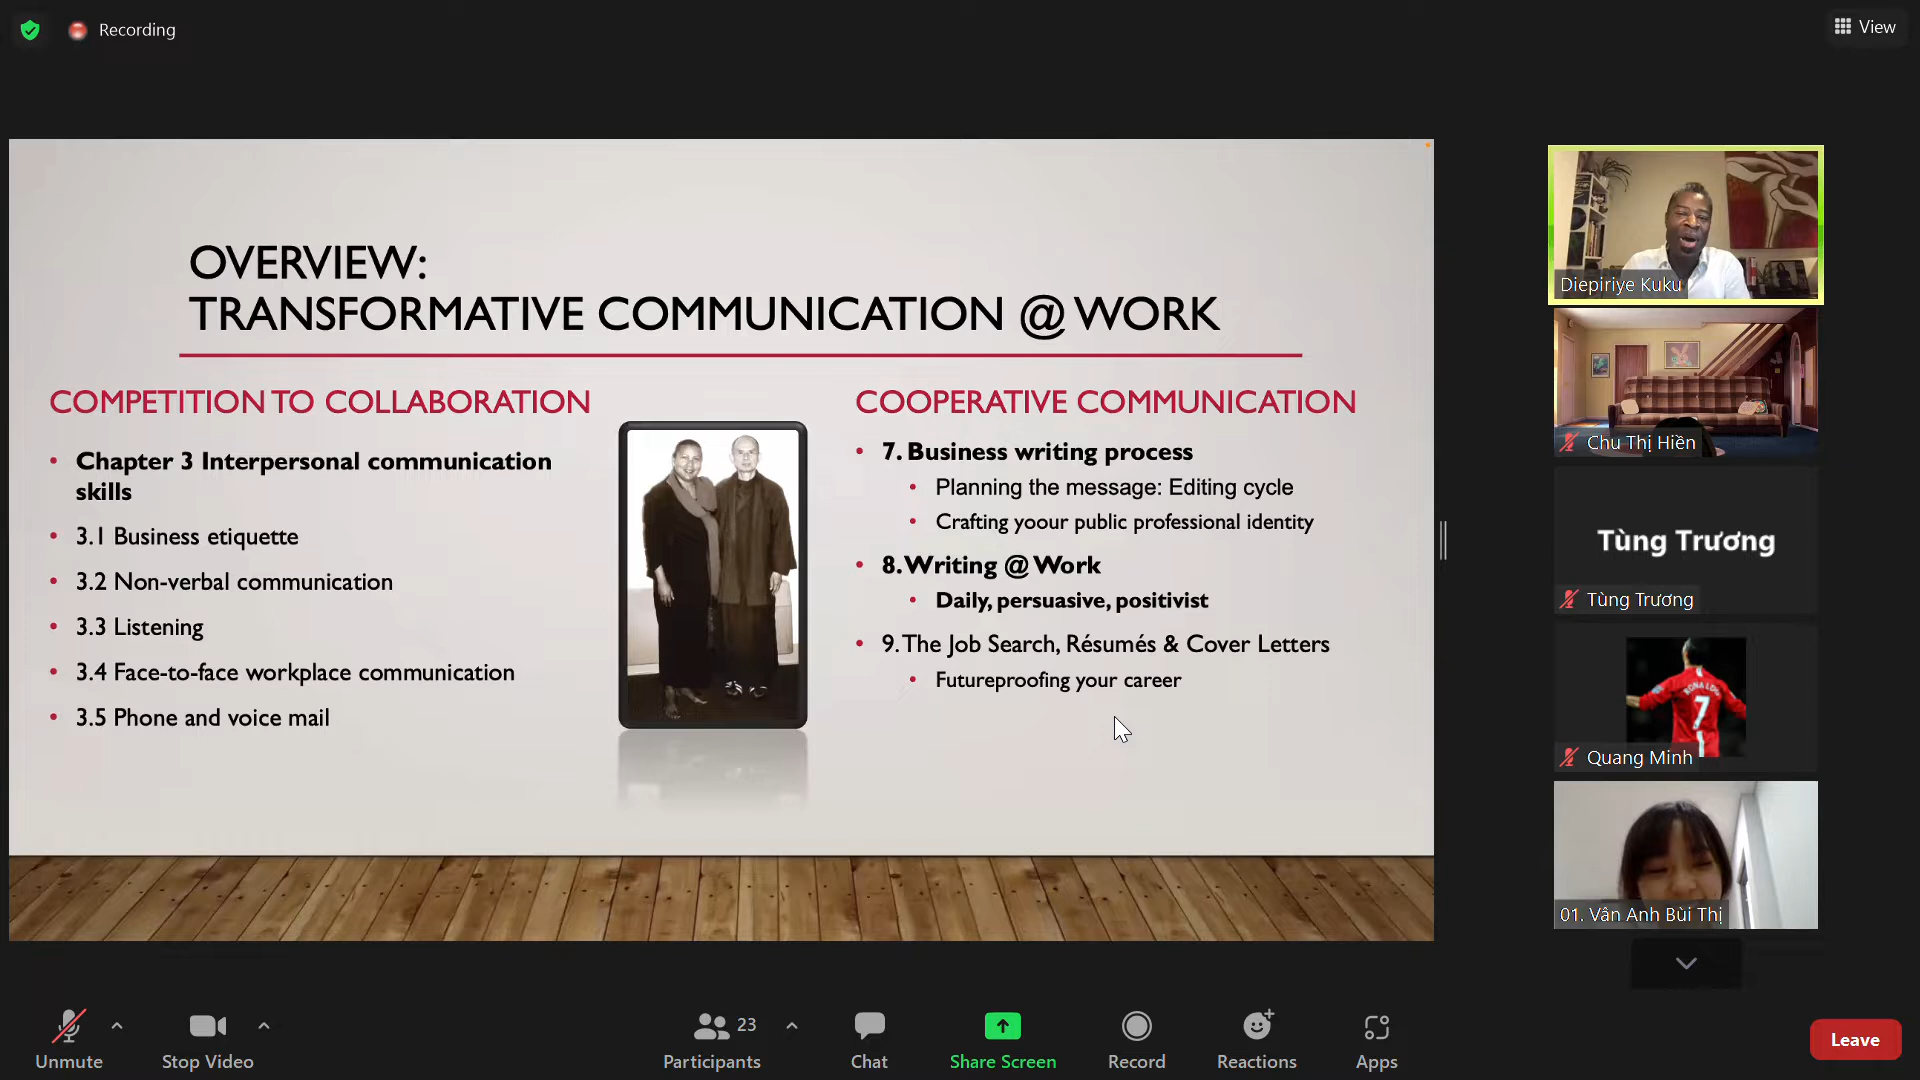 Recording
View
OVERVIEW:
TRANSFORMATIVE COMMUNICATION @ WORK
COMPETITION TO COLLABORATION
• Chapter 3 Interpersonal communication
skills
• 3.1 Business etiquette
• 3.2 Non-verbal communication
• 3.3 Listening
• 3.4 Face-to-face workplace communication
• 3.5 Phone and voice mail
COOPERATIVE COMMUNICATION
• 7. Business writing process
• Planning the message: Editing cycle
• Crafting yoour public professional identity
• 8. Writing @ Work
• Daily, persuasive, positivist
• 9. The Job Search, Résumés & Cover Letters
• Futureproofing your career
Diepiriye Kuku
Chu Thị Hiền
Tùng Trương
Tùng Trương
RONALDO
7
Quang Minh
01. Vân Anh Bùi Thị
Unmute
Stop Video
23
Participants
Chat
Share Screen
Record
Reactions
Apps
Leave